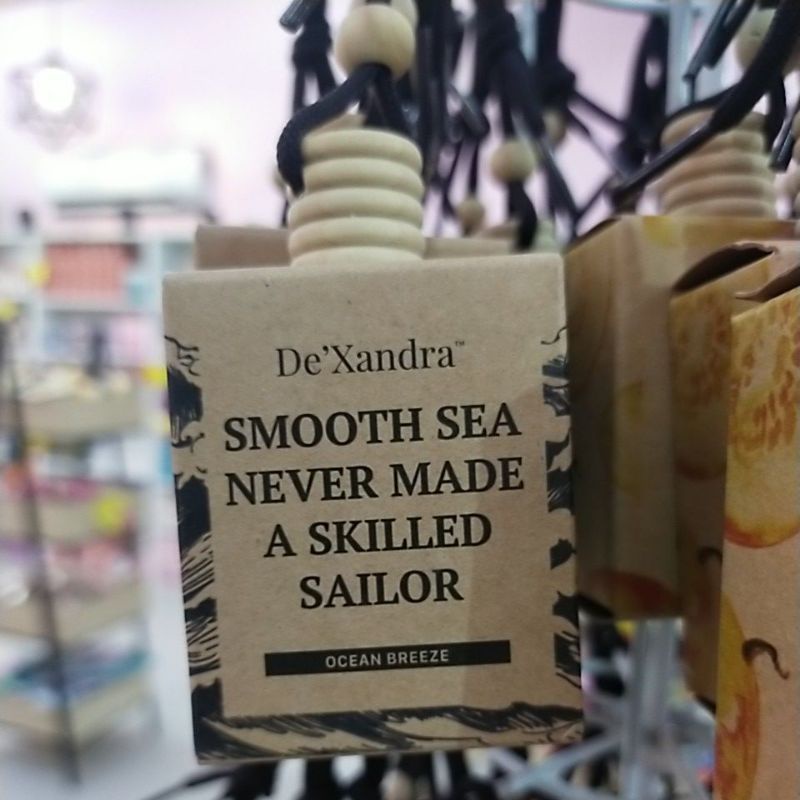 De'Xandra™
SMOOTH SEA
NEVER MADE
A SKILLED
SAILOR
OCEAN BREEZE